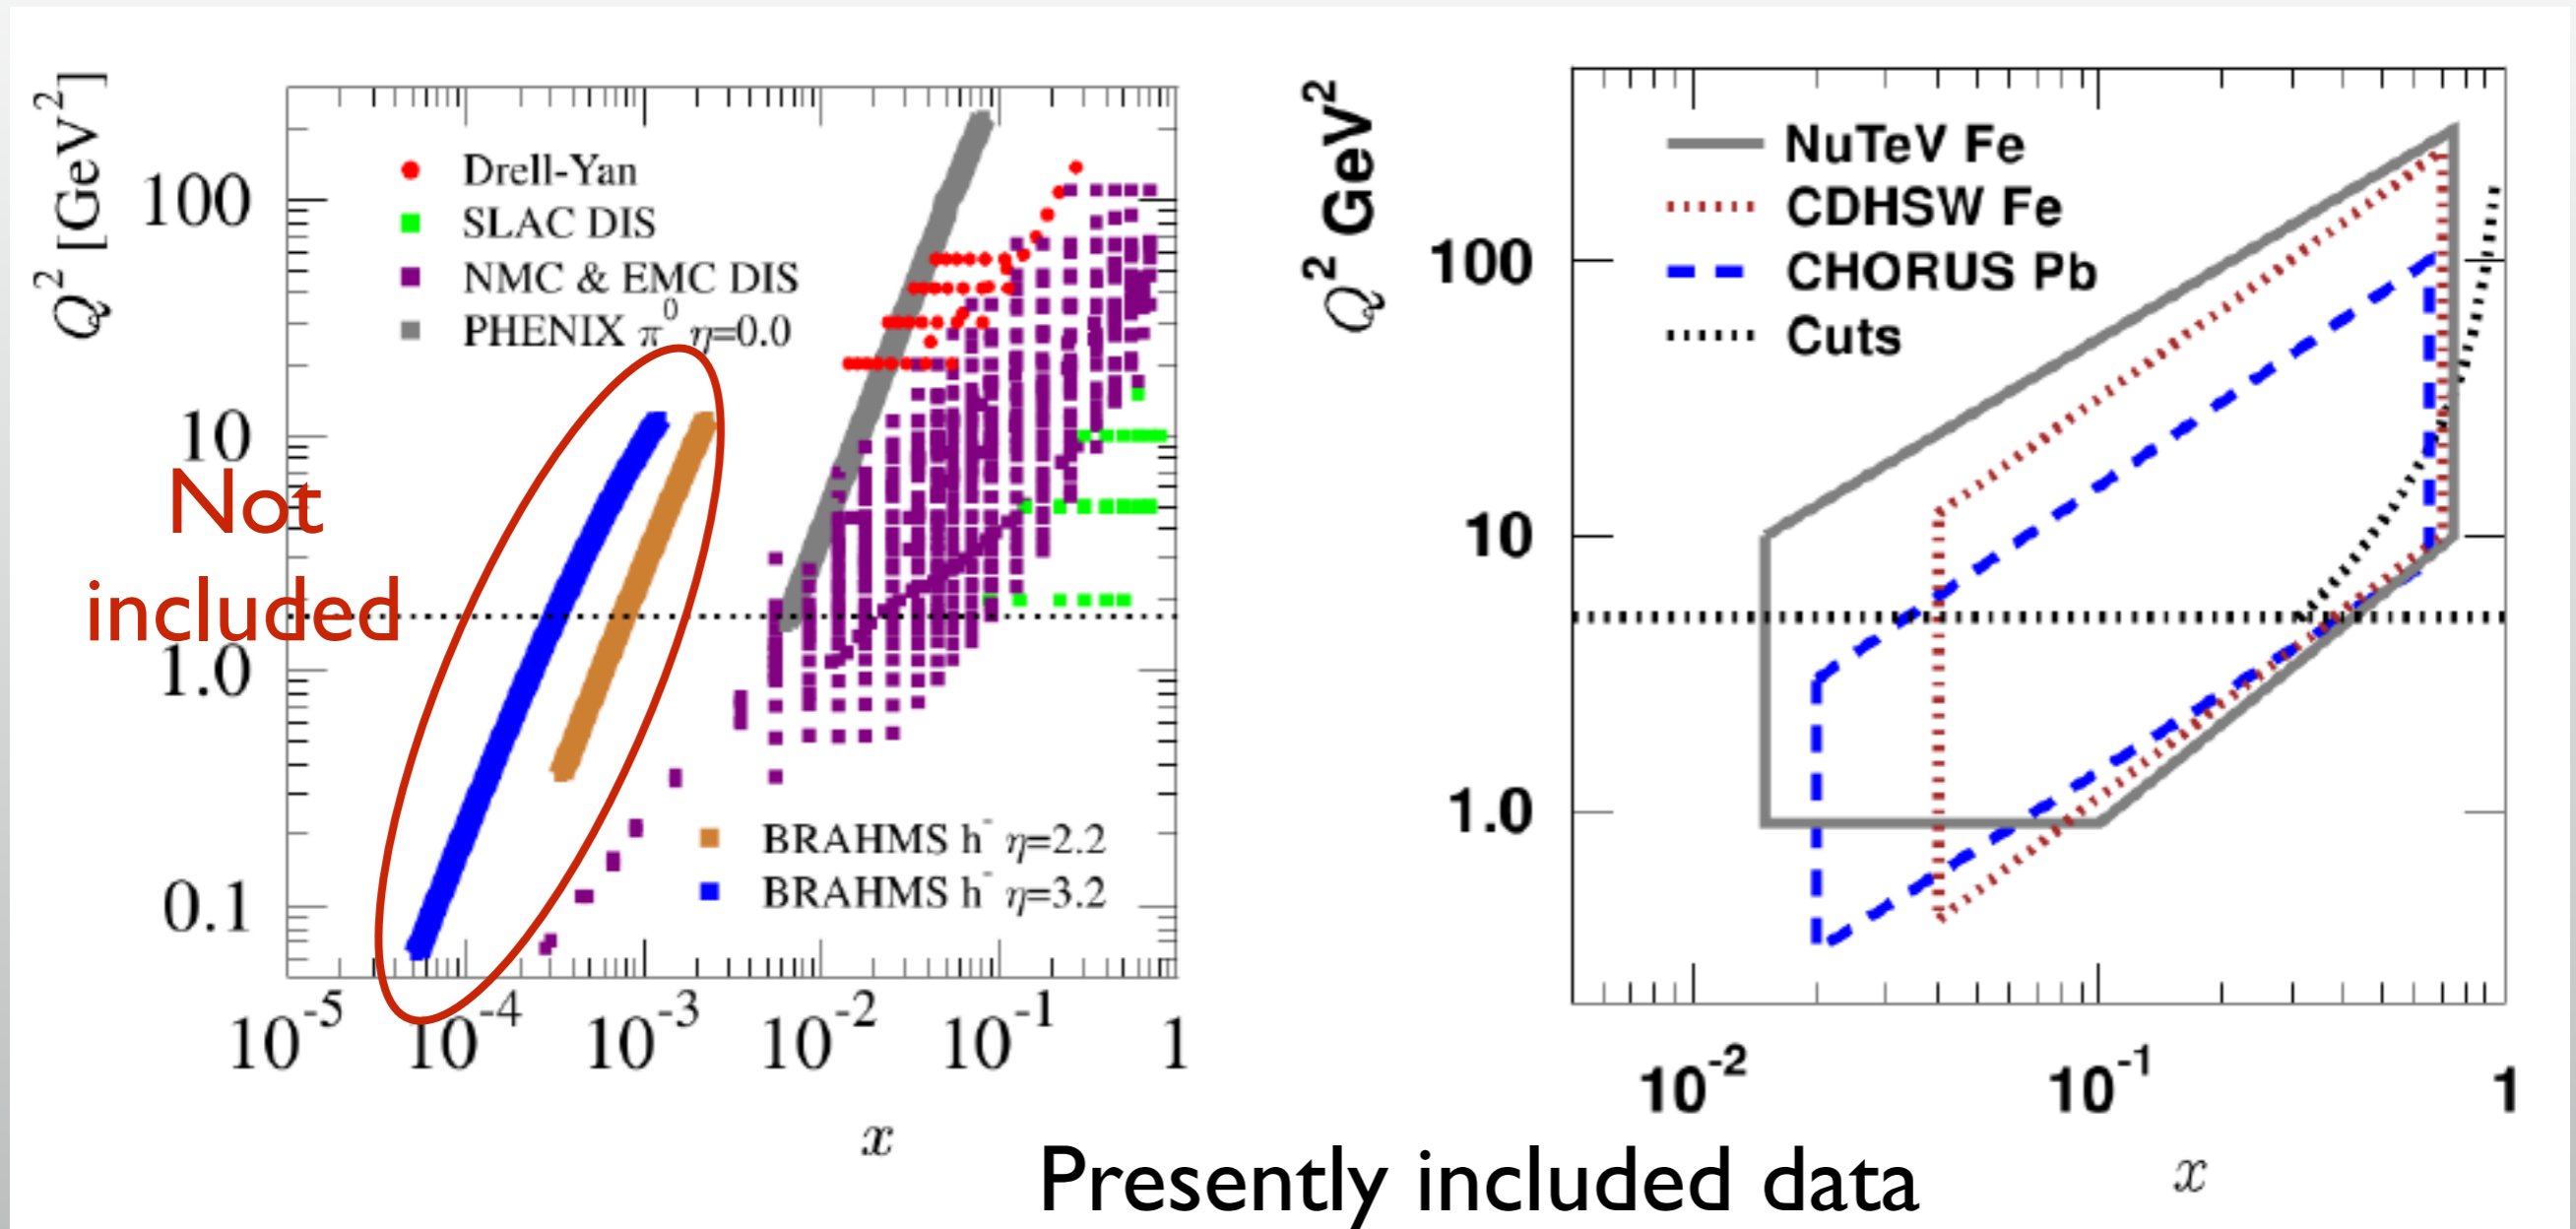 Q² [GeV²]
100
10
1.0
0.1
Drell-Yan
SLAC DIS
NMC & EMC DIS
PHENIX π⁰ η=0.0
Not
included
BRAHMS h⁻ η=2.2
BRAHMS h⁻ η=3.2
10⁻⁵ 10⁻⁴ 10⁻³ 10⁻² 10⁻¹ 1
x
Q² GeV²
100
10
1.0
NuTeV Fe
CDHSW Fe
CHORUS Pb
Cuts
10⁻² 10⁻¹ 1
x
Presently included data